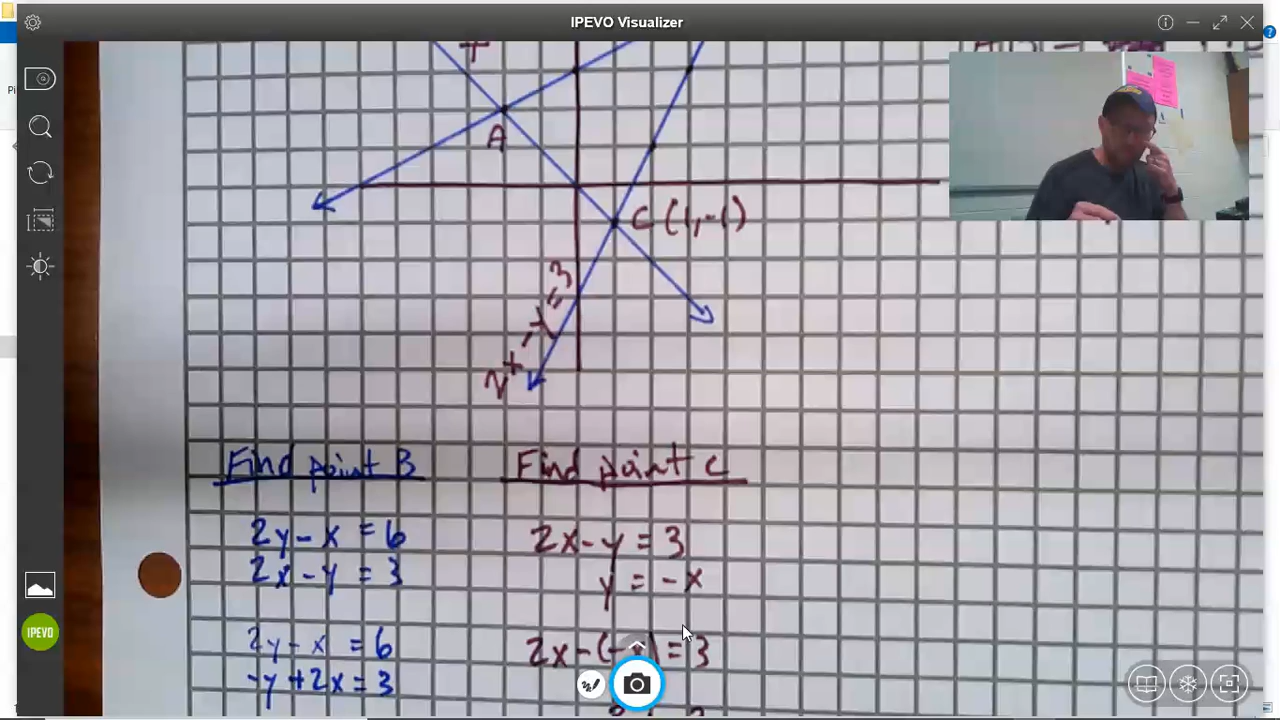 IPEVO Visualizer
A
C (1,-1)
2x - y = 3
Find point B
Find point C
2y - x = 6
2x - y = 3
2x - y = 3
y = - x
2y - x = 6
-y + 2x = 3
= 3
IPEVO